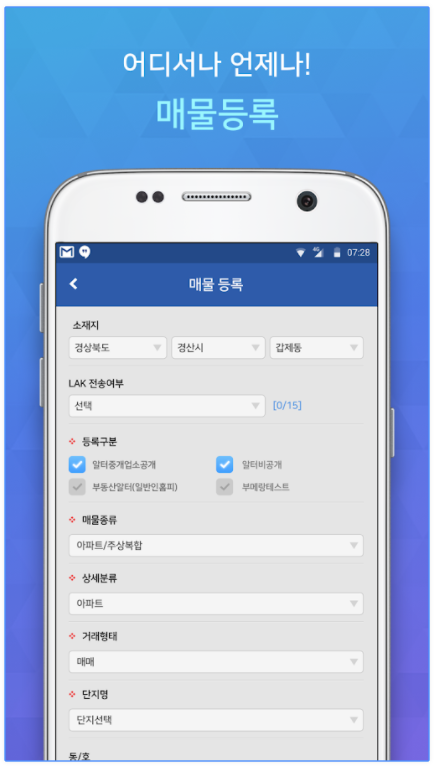 어디서나 언제나!
매물등록
4G 07:28
매물 등록
소재지
경상북도 경산시 갑제동
LAK 전송여부
선택 [0/15]
등록구분
알터중개업소공개 알터비공개
부동산알터(일반인홈피) 부메랑테스트
매물종류
아파트/주상복합
상세분류
아파트
거래형태
매매
단지명
단지선택
동/호